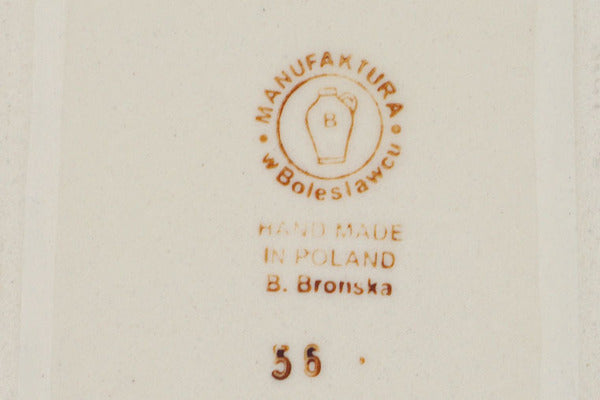 MANUFAKTURA
w Bolesławcu
B
HAND MADE
IN POLAND
B. Bronska
56